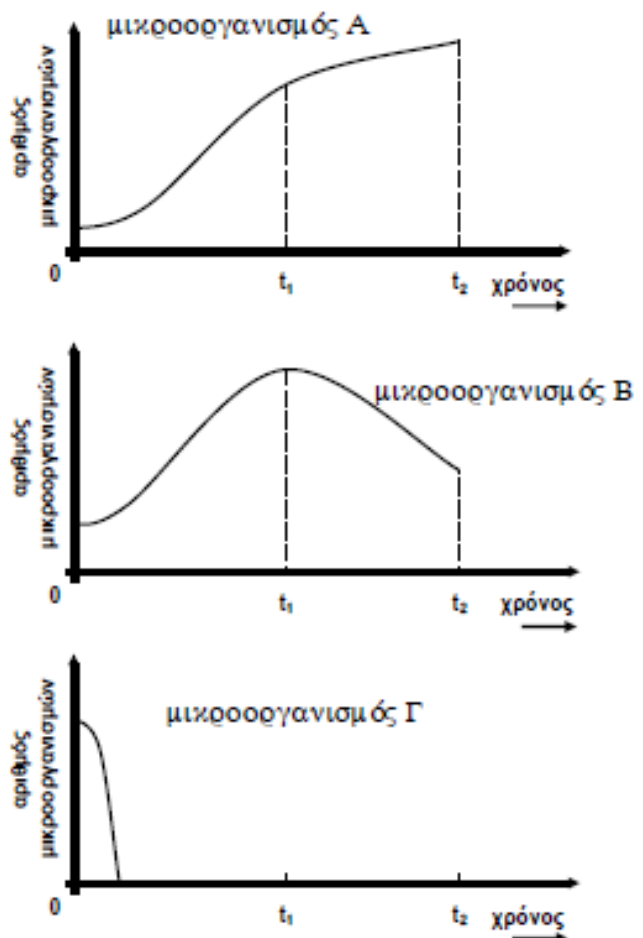 μικροοργανισμός Α
αριθμός
μικροοργανισμών
0
t₁
t₂
χρόνος
μικροοργανισμός Β
αριθμός
μικροοργανισμών
0
t₁
t₂
χρόνος
μικροοργανισμός Γ
αριθμός
μικροοργανισμών
0
t₁
t₂
χρόνος